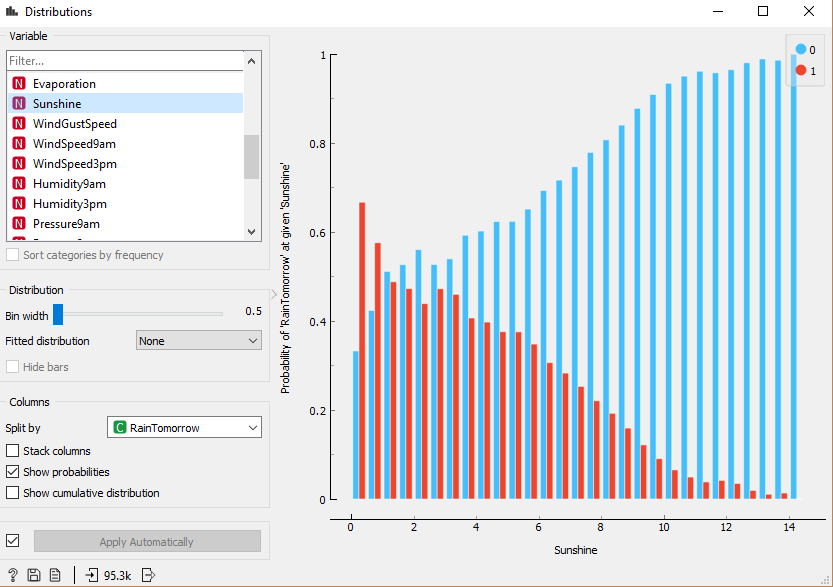 Distributions
Variable
Filter...
N Evaporation
N Sunshine
N WindGustSpeed
N WindSpeed9am
N WindSpeed3pm
N Humidity9am
N Humidity3pm
N Pressure9am
Sort categories by frequency
Distribution
Bin width 0.5
Fitted distribution None
Hide bars
Columns
Split by C RainTomorrow
Stack columns
Show probabilities
Show cumulative distribution
Apply Automatically
? 95.3k
Probability of 'RainTomorrow' at given 'Sunshine'
1
0.8
0.6
0.4
0.2
0
0 2 4 6 8 10 12 14
Sunshine
0
1